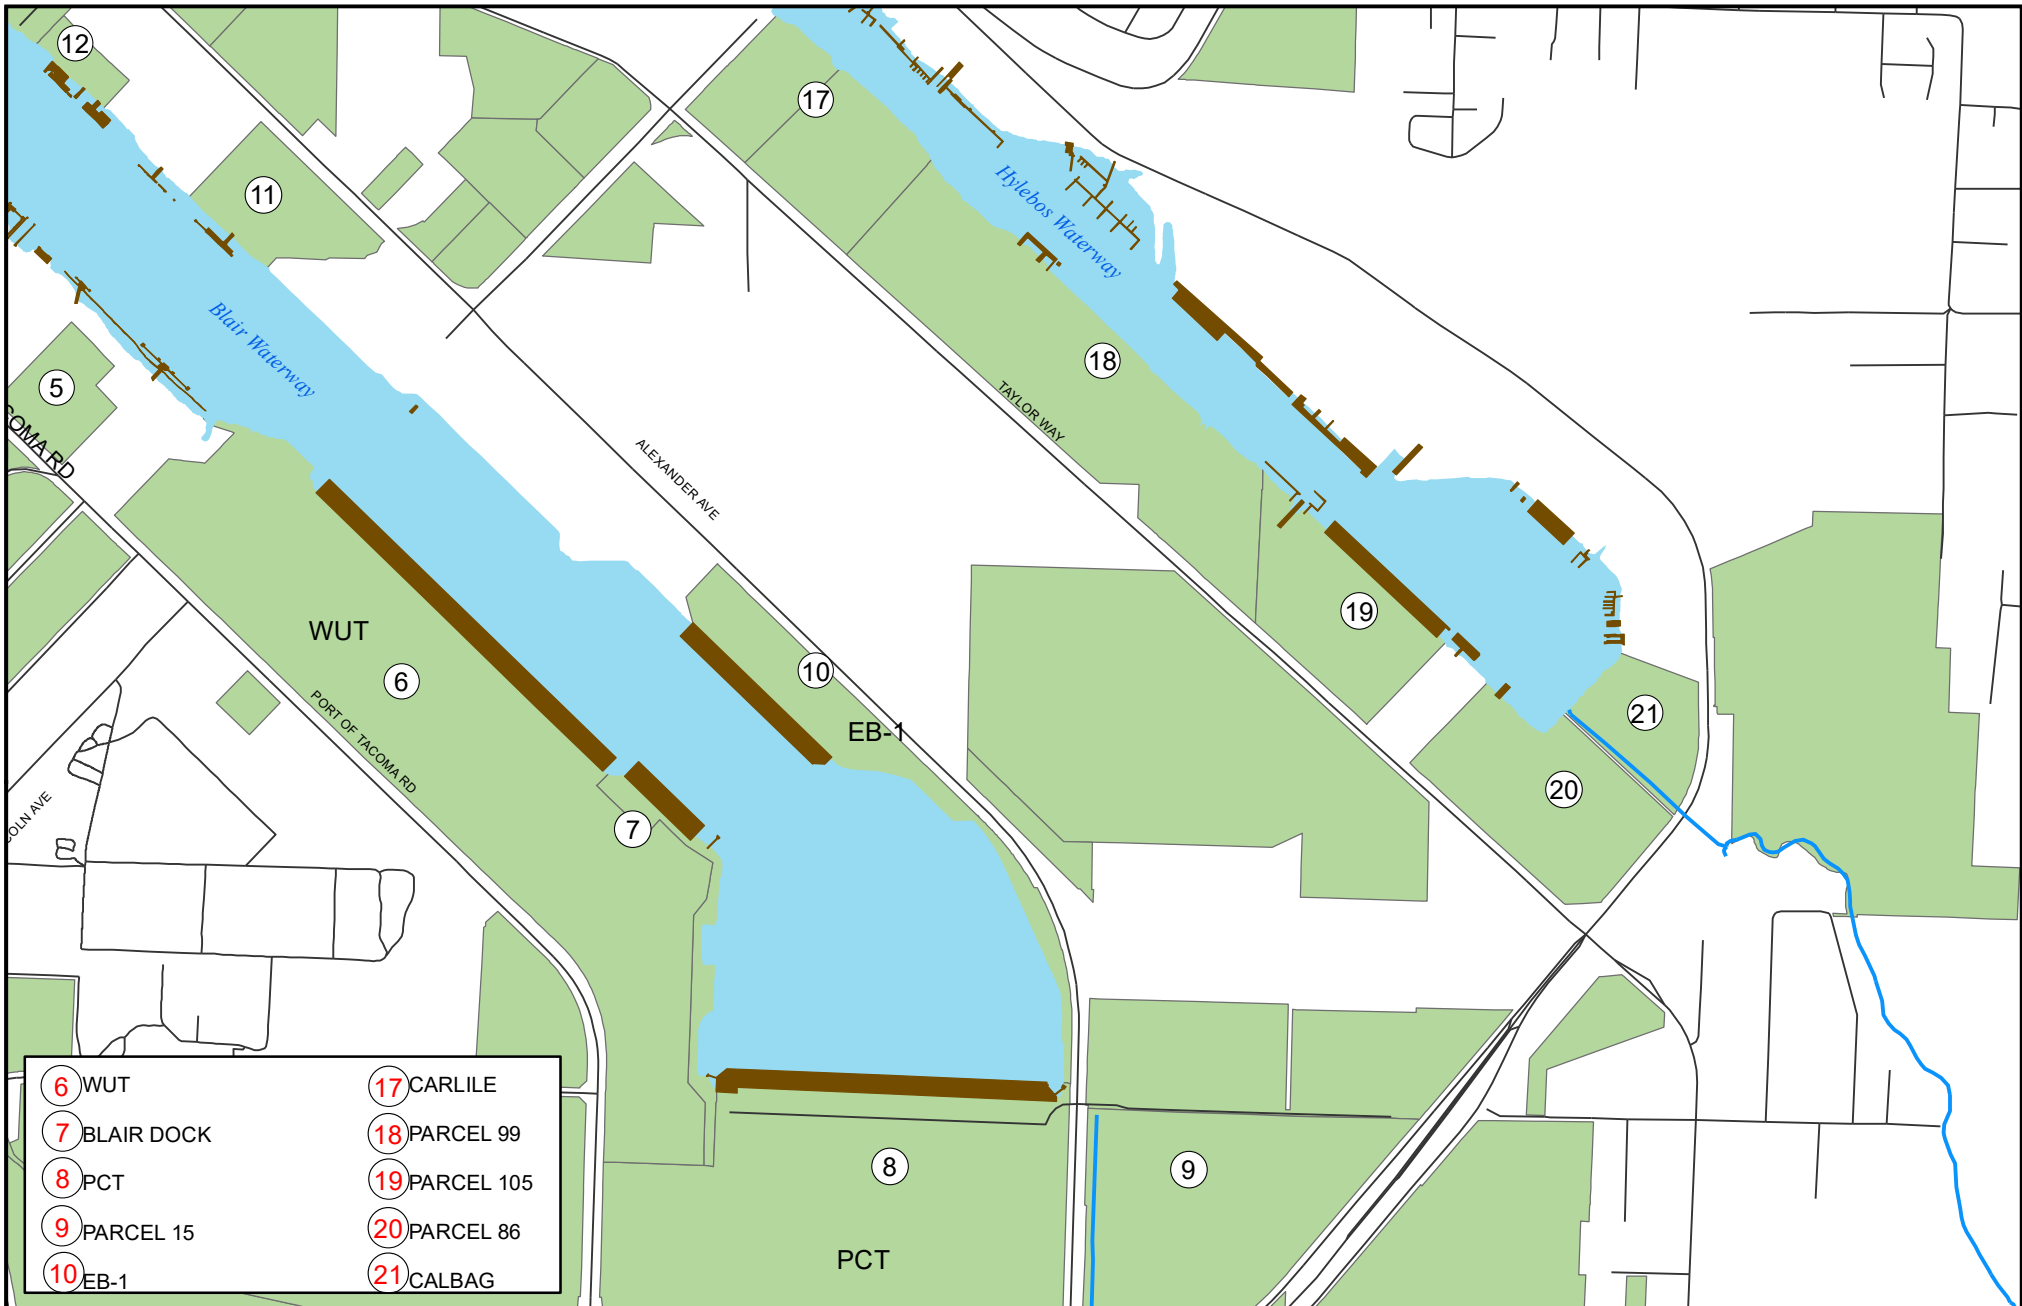 12
17
11
Hylebos Waterway
Blair Waterway
18
5
TAYLOR WAY
OMA RD
ALEXANDER AVE
19
WUT
6
10
PORT OF TACOMA RD
EB-1
21
20
OLN AVE
7
8
9
PCT
6 WUT
7 BLAIR DOCK
8 PCT
9 PARCEL 15
10 EB-1
17 CARLILE
18 PARCEL 99
19 PARCEL 105
20 PARCEL 86
21 CALBAG